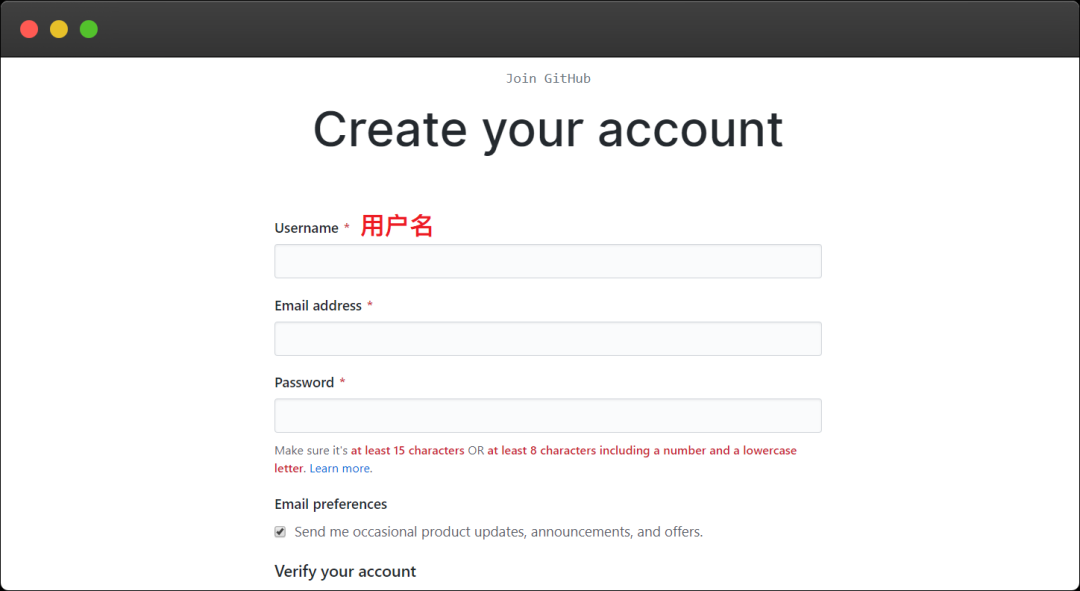 Join GitHub
Create your account
Username * 用户名
Email address *
Password *
Make sure it's at least 15 characters OR at least 8 characters including a number and a lowercase
letter. Learn more.
Email preferences
Send me occasional product updates, announcements, and offers.
Verify your account